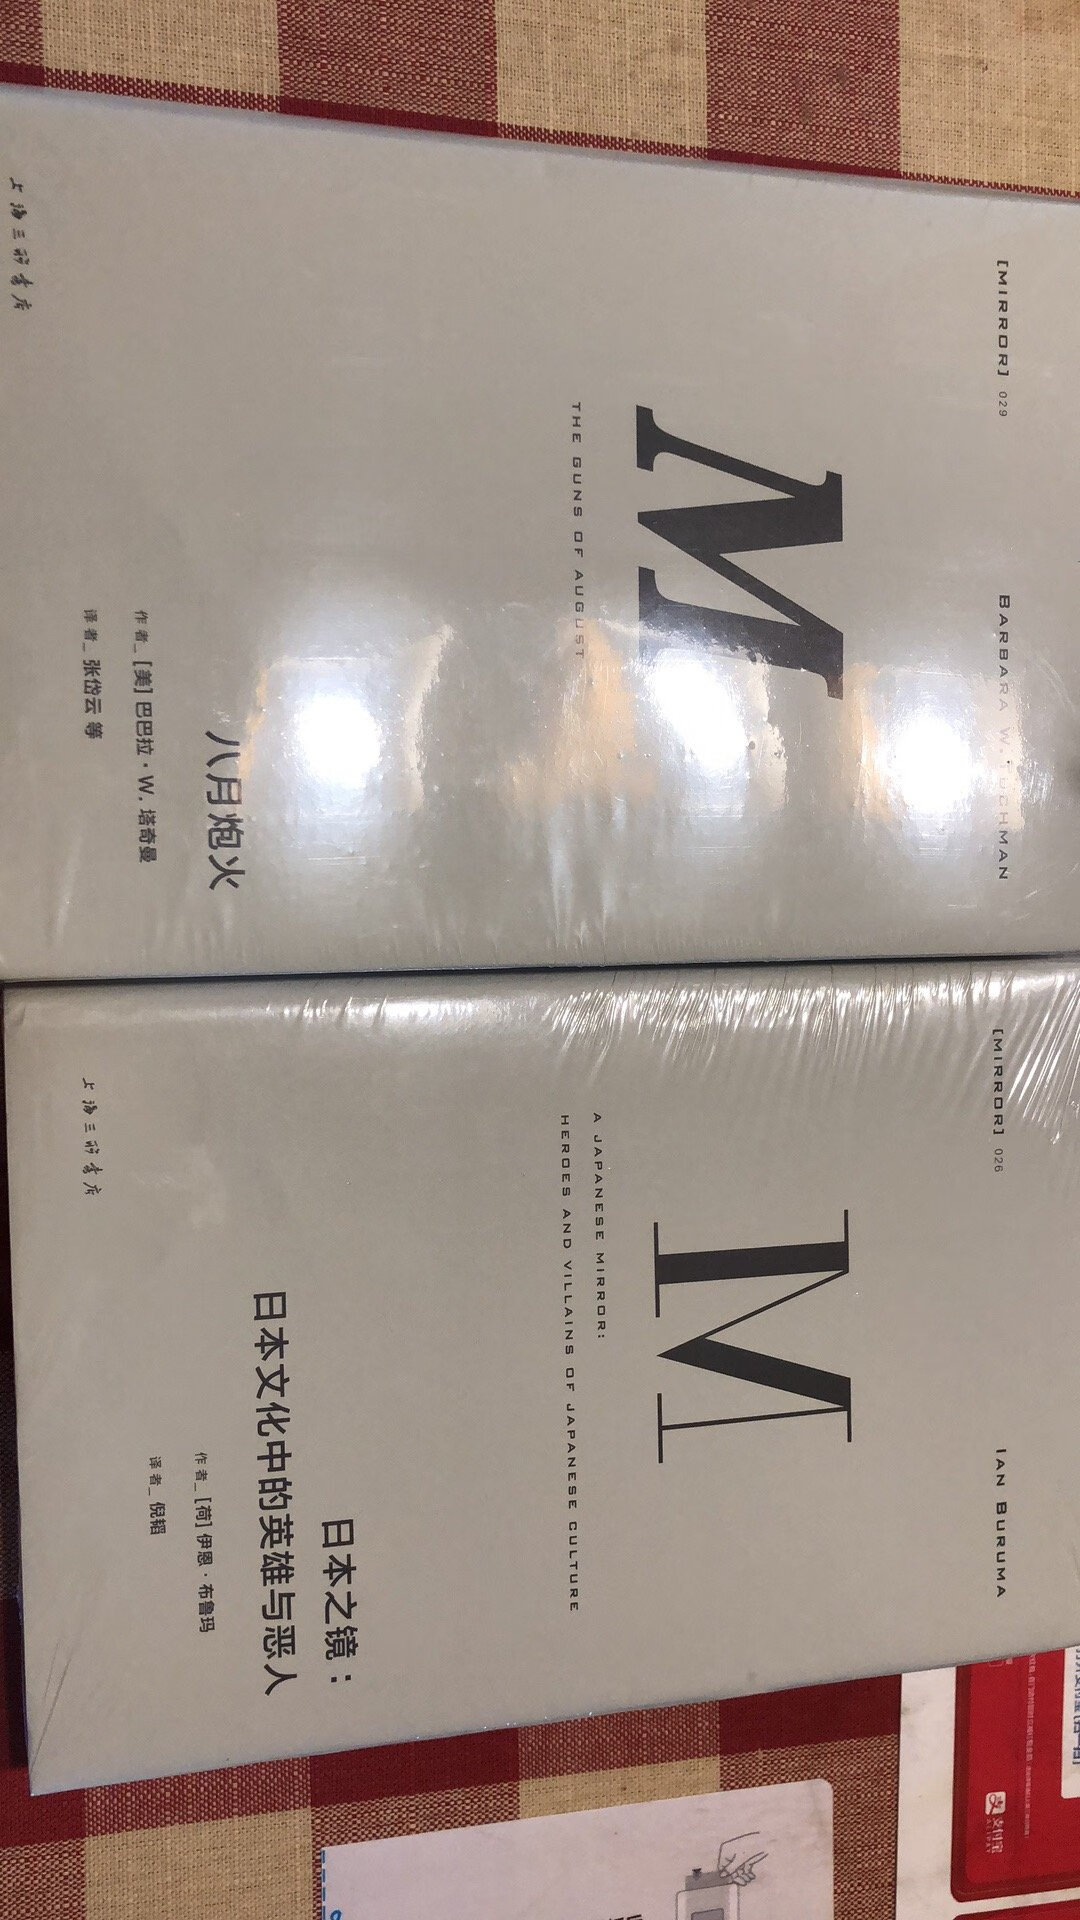 [MIRROR] 029
BARBARA W. TUCHMAN
M
THE GUNS OF AUGUST
八月炮火
作者_ [美] 巴巴拉·W. 塔奇曼
译者_ 张岱云 等
上海三联书店
[MIRROR] 026
IAN BURUMA
M
A JAPANESE MIRROR:
HEROES AND VILLAINS OF JAPANESE CULTURE
日本之镜：
日本文化中的英雄与恶人
作者_ [荷] 伊恩·布鲁玛
译者_ 倪韬
上海三联书店
支付宝
ALIPAY